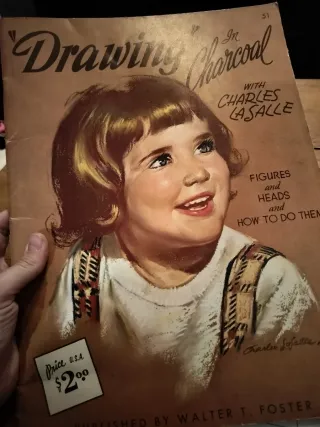 51
"Drawing" In
Charcoal
WITH
CHARLES
LASALLE
FIGURES
and
HEADS
and
HOW TO DO THEM
Charles LaSalle
Price U.S.A
$2.00
PUBLISHED BY WALTER T. FOSTER